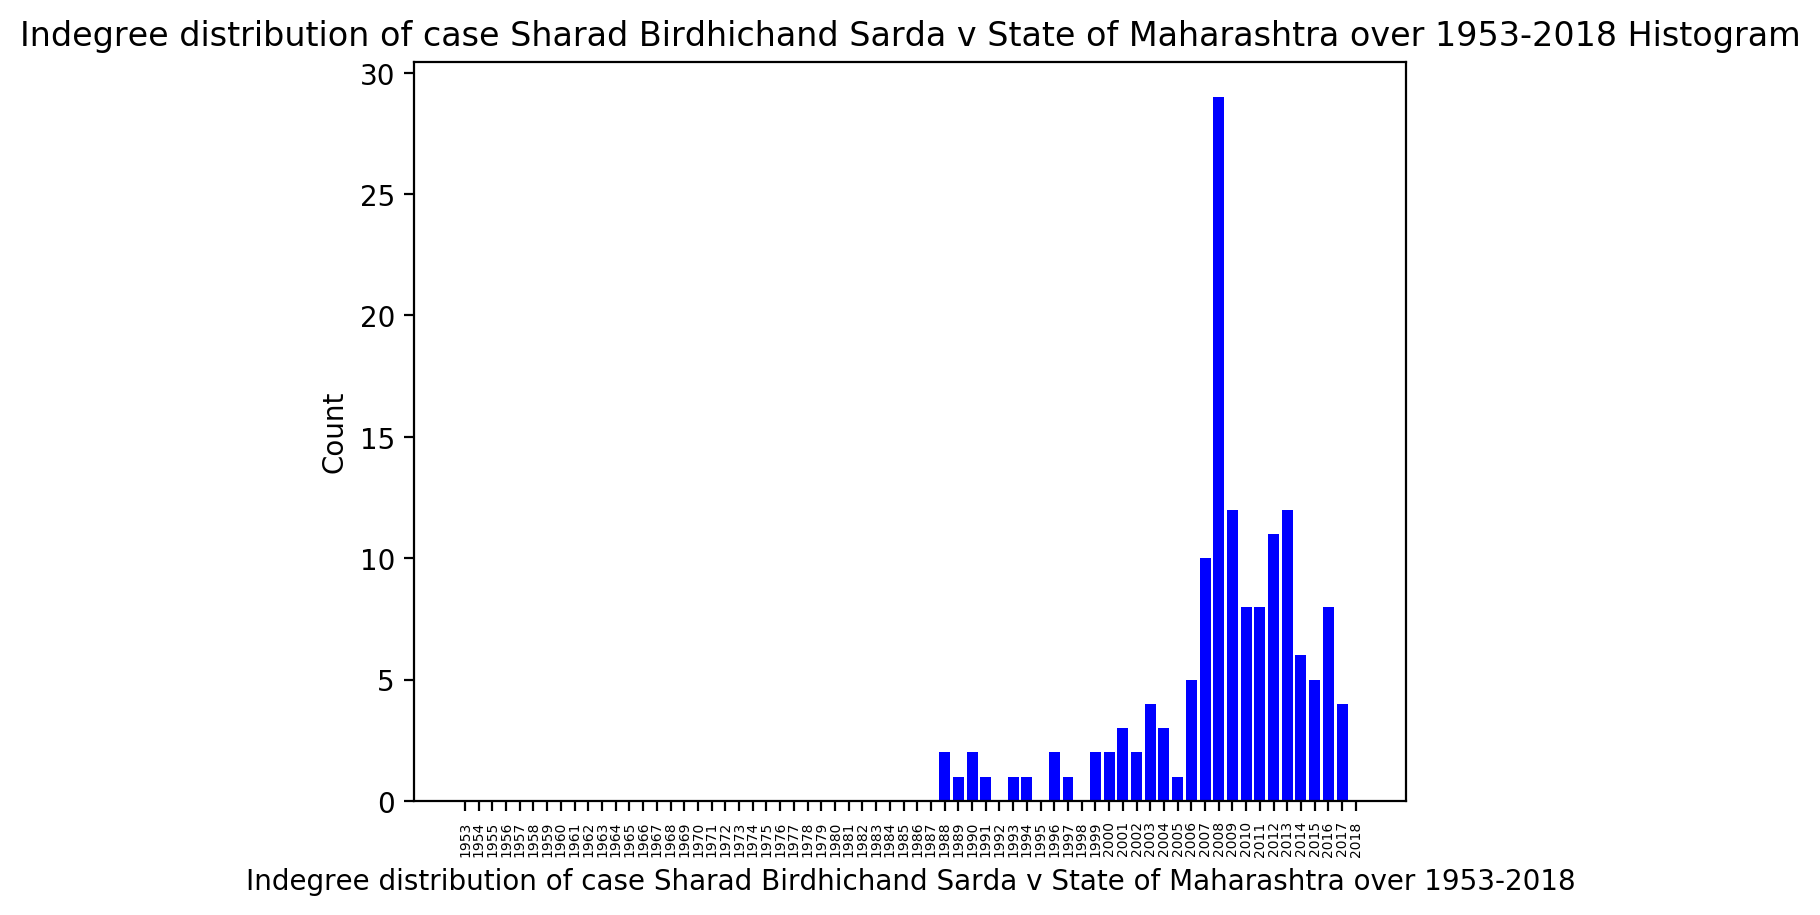 Indegree distribution of case Sharad Birdhichand Sarda v State of Maharashtra over 1953-2018 Histogram
30
25
20
15
10
5
0
Count
1953 1954 1955 1956 1957 1958 1959 1960 1961 1962 1963 1964 1965 1966 1967 1968 1969 1970 1971 1972 1973 1974 1975 1976 1977 1978 1979 1980 1981 1982 1983 1984 1985 1986 1987 1988 1989 1990 1991 1992 1993 1994 1995 1996 1997 1998 1999 2000 2001 2002 2003 2004 2005 2006 2007 2008 2009 2010 2011 2012 2013 2014 2015 2016 2017 2018
Indegree distribution of case Sharad Birdhichand Sarda v State of Maharashtra over 1953-2018